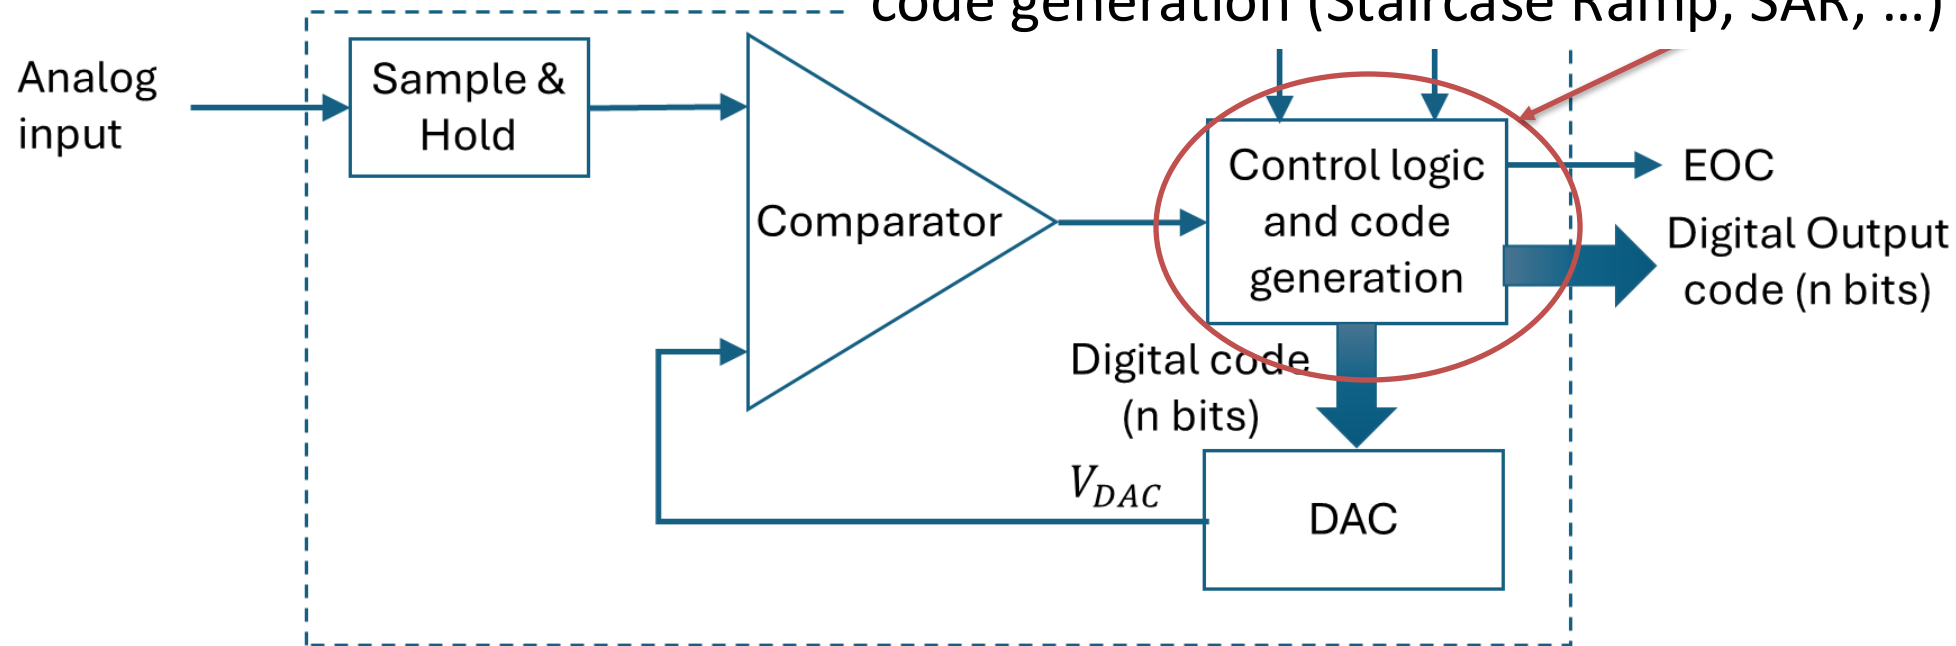 code generation (Staircase Ramp, SAR, ...)
Analog
input
Sample &
Hold
Comparator
Control logic
and code
generation
EOC
Digital Output
code (n bits)
Digital code
(n bits)
V_DAC
DAC